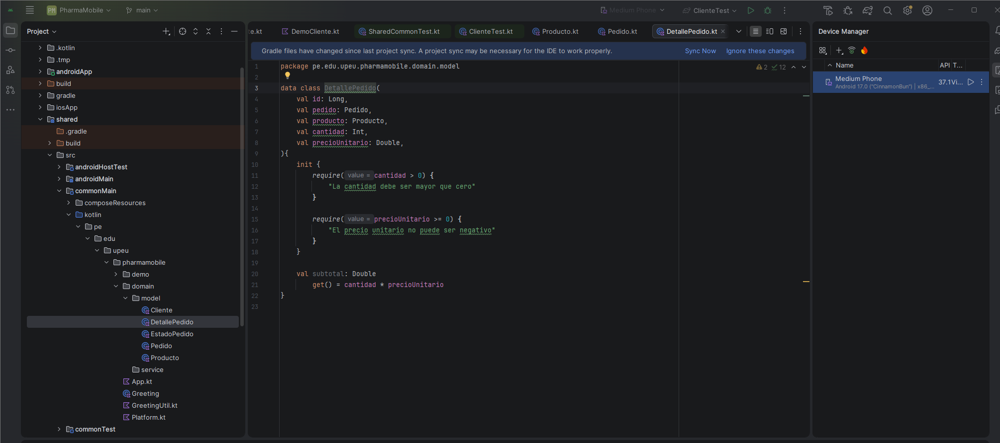 PM PharmaMobile
main
Medium Phone
ClienteTest
Project
.kotlin
.tmp
androidApp
build
gradle
iosApp
shared
.gradle
build
src
androidHostTest
androidMain
commonMain
composeResources
kotlin
pe
edu
upeu
pharmamobile
demo
domain
model
Cliente
DetallePedido
EstadoPedido
Pedido
Producto
service
App.kt
Greeting
GreetingUtil.kt
Platform.kt
commonTest
te.kt
DemoCliente.kt
SharedCommonTest.kt
ClienteTest.kt
Producto.kt
Pedido.kt
DetallePedido.kt
Gradle files have changed since last project sync. A project sync may be necessary for the IDE to work properly.
Sync Now
Ignore these changes
2 12
1 package pe.edu.upeu.pharmamobile.domain.model
2
3 data class DetallePedido(
4 val id: Long,
5 val pedido: Pedido,
6 val producto: Producto,
7 val cantidad: Int,
8 val precioUnitario: Double,
9 ){
10 init {
11 require( value = cantidad > 0) {
12 "La cantidad debe ser mayor que cero"
13 }
14
15 require( value = precioUnitario >= 0) {
16 "El precio unitario no puede ser negativo"
17 }
18 }
19
20 val subtotal: Double
21 get() = cantidad * precioUnitario
22 }
23
Device Manager
Name API T...
Medium Phone 37.1 Vi...
Android 17.0 ("CinnamonBun") | x86_...